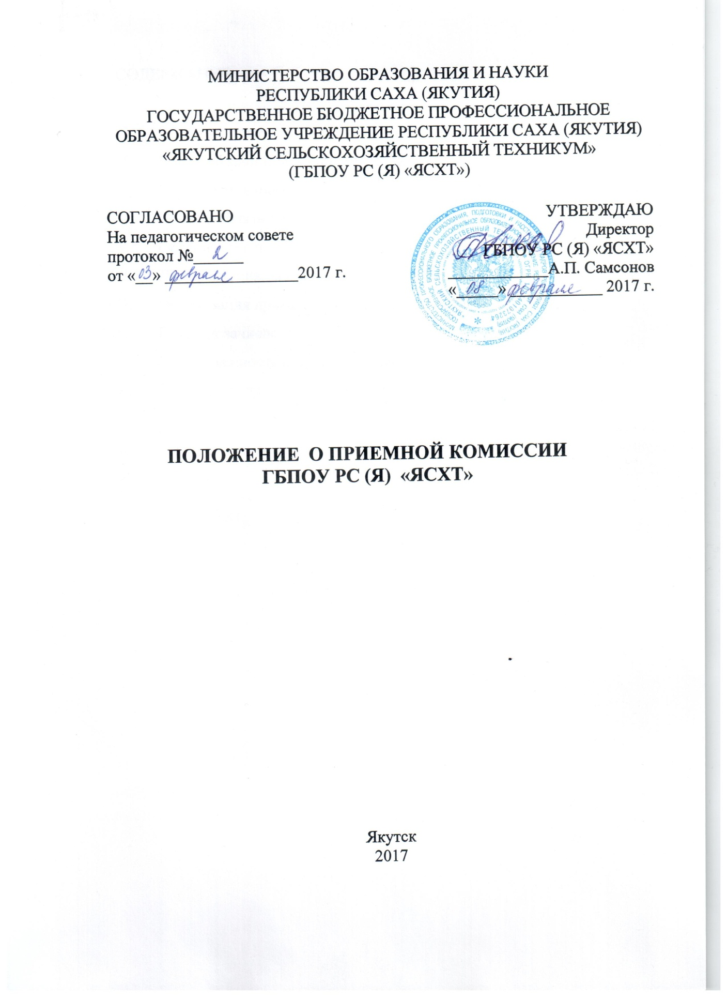 МИНИСТЕРСТВО ОБРАЗОВАНИЯ И НАУКИ
РЕСПУБЛИКИ САХА (ЯКУТИЯ)
ГОСУДАРСТВЕННОЕ БЮДЖЕТНОЕ ПРОФЕССИОНАЛЬНОЕ
ОБРАЗОВАТЕЛЬНОЕ УЧРЕЖДЕНИЕ РЕСПУБЛИКИ САХА (ЯКУТИЯ)
«ЯКУТСКИЙ СЕЛЬСКОХОЗЯЙСТВЕННЫЙ ТЕХНИКУМ»
(ГБПОУ РС (Я) «ЯСХТ»)
СОГЛАСОВАНО
На педагогическом совете
протокол № 2
от «03» февраля 2017 г.
УТВЕРЖДАЮ
Директор
ГБПОУ РС (Я) «ЯСХТ»
А.П. Самсонов
«08» февраля 2017 г.
ПОЛОЖЕНИЕ О ПРИЕМНОЙ КОМИССИИ
ГБПОУ РС (Я) «ЯСХТ»
Якутск
2017